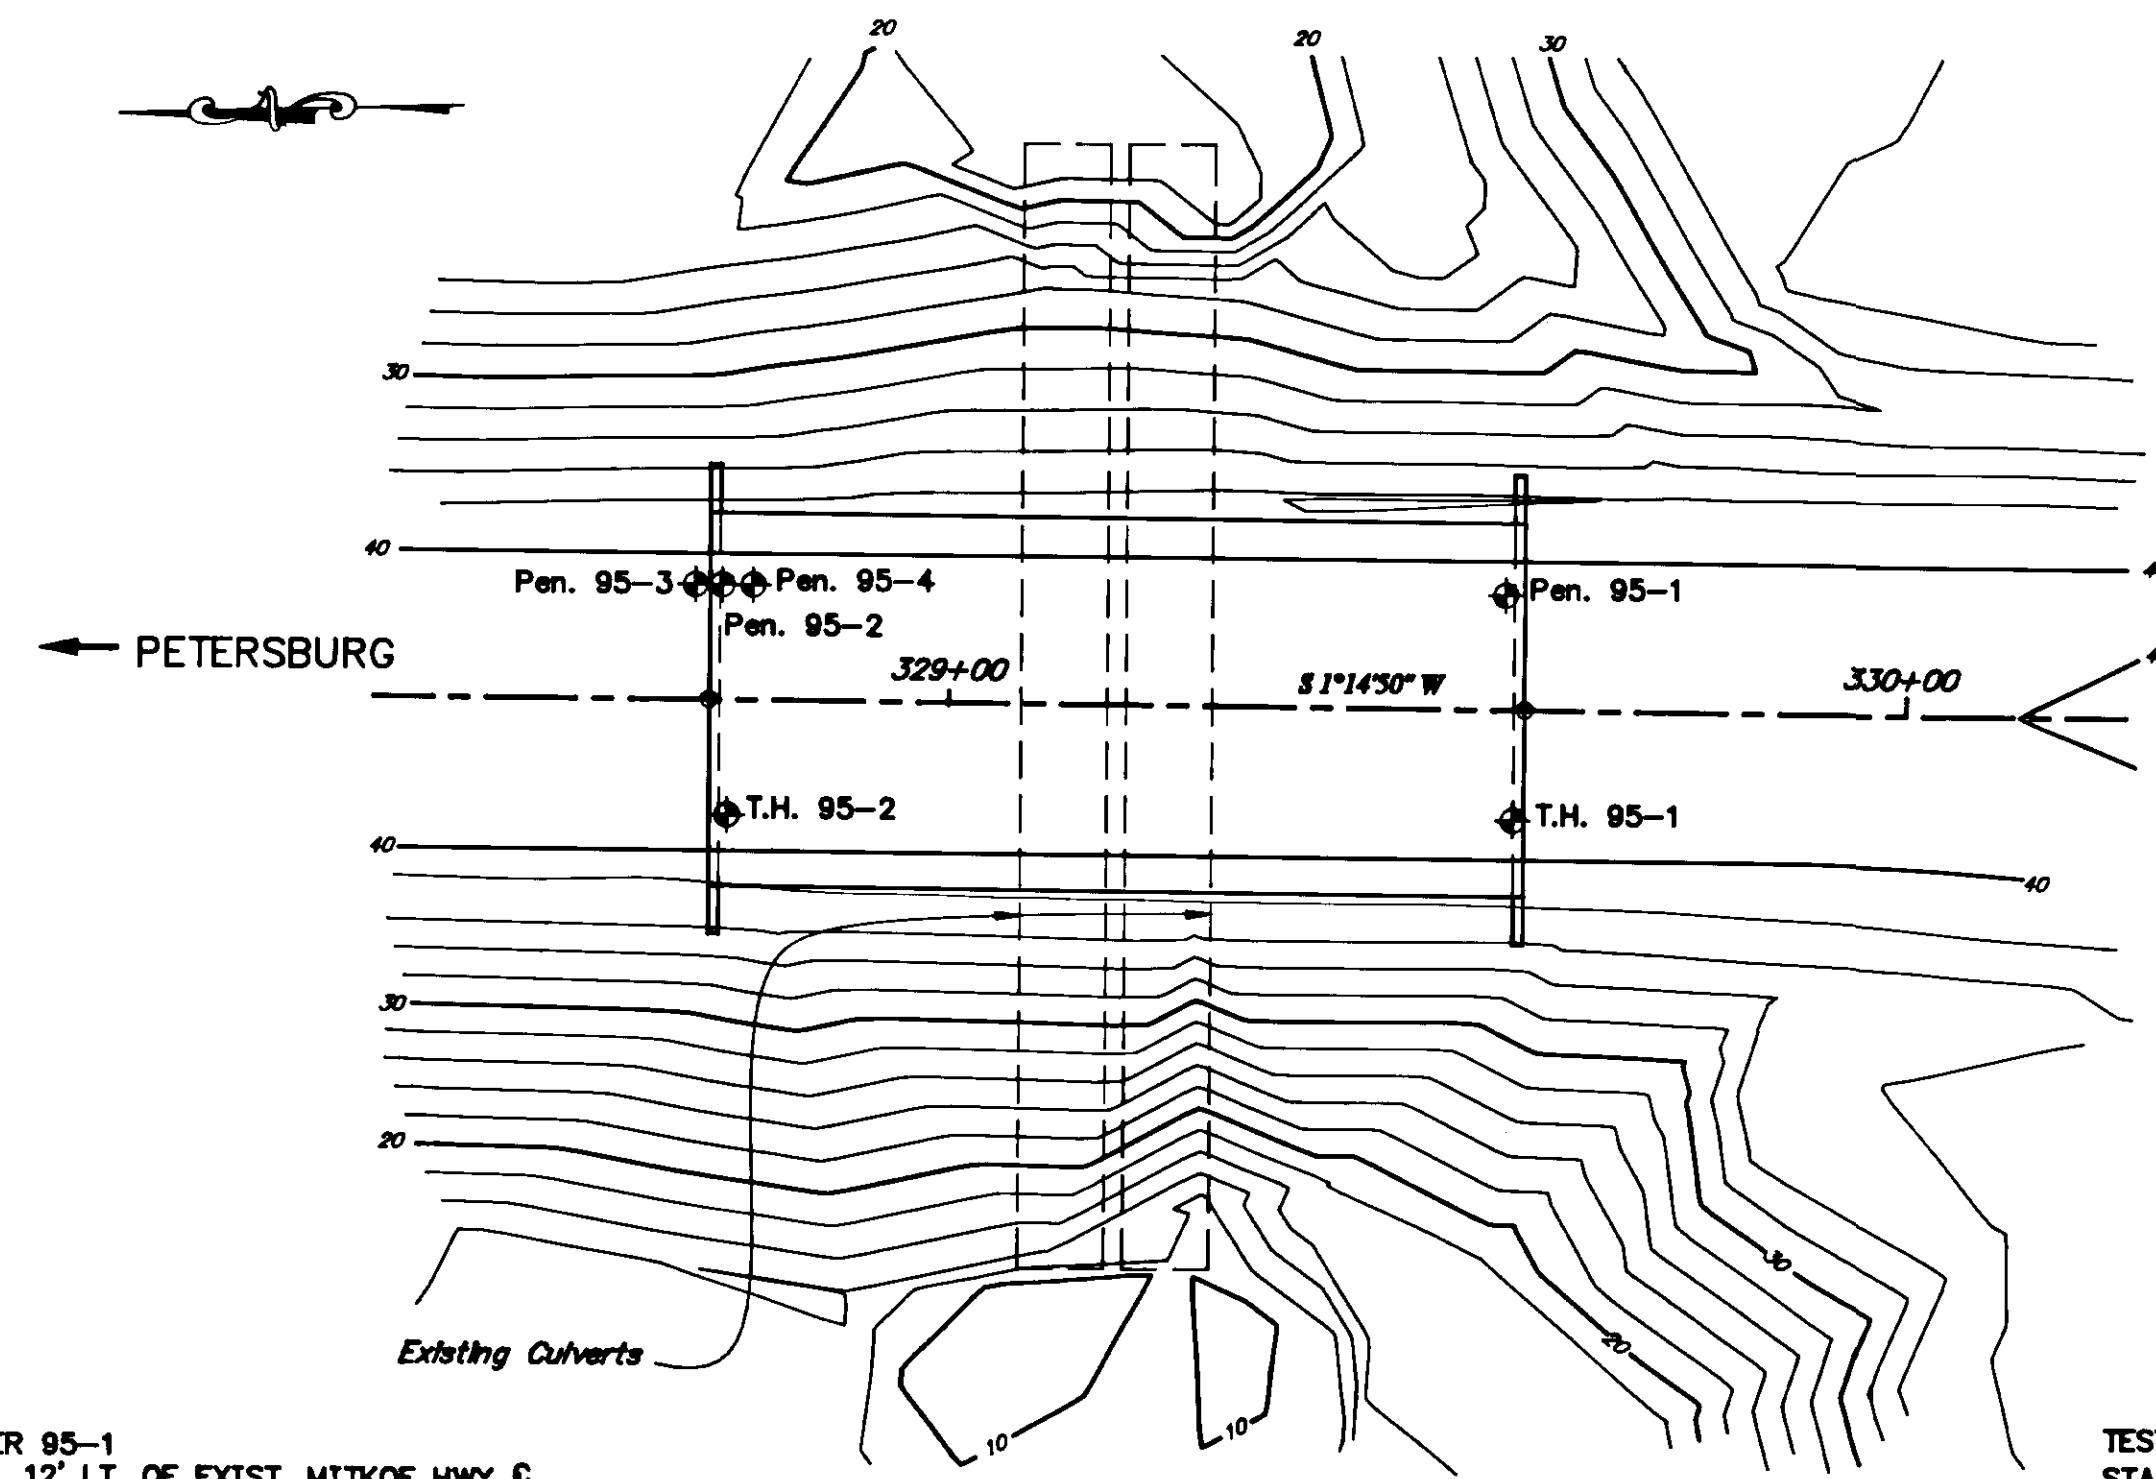 20
20
30
30
40
Pen. 95-3
Pen. 95-4
Pen. 95-1
Pen. 95-2
PETERSBURG
329+00
S 1°14'50" W
330+00
T.H. 95-2
T.H. 95-1
40
40
30
20
30
20
Existing Culverts
10
10
95-1
12' LT. OF EXIST. MITKOF HWY ℄